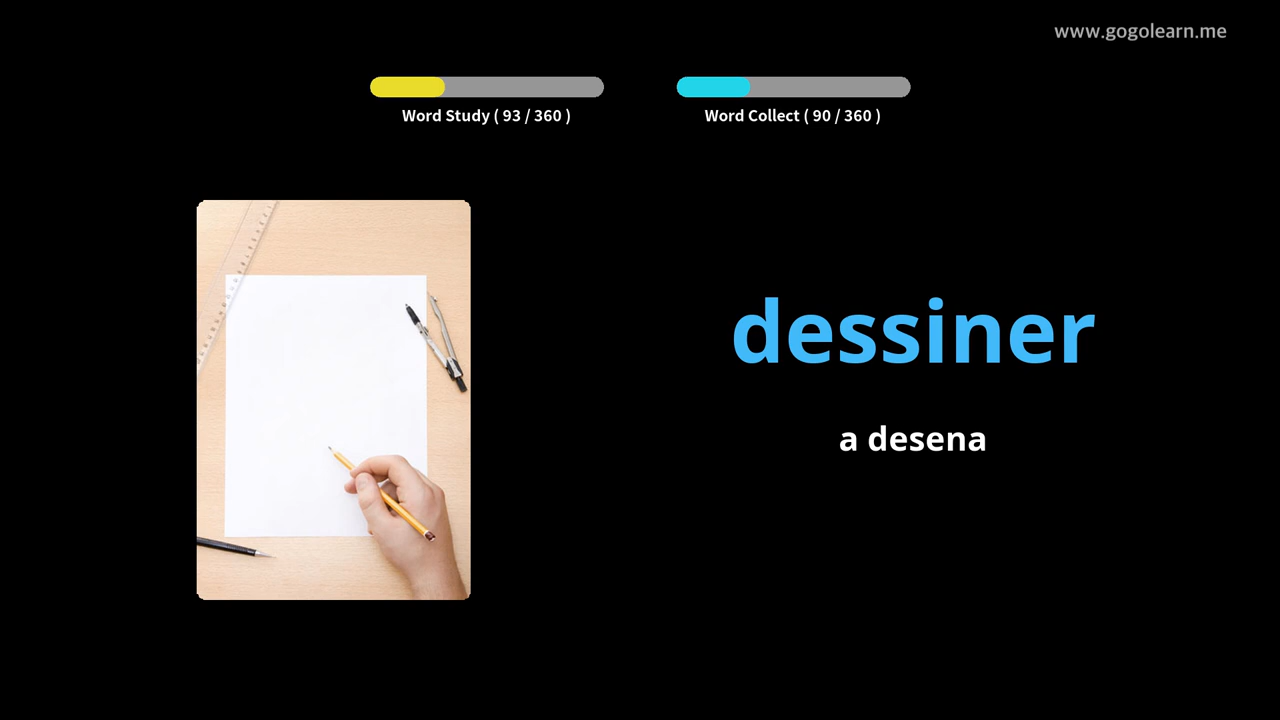 www.gogolearn.me
Word Study ( 93 / 360 )
Word Collect ( 90 / 360 )
dessiner
a desena